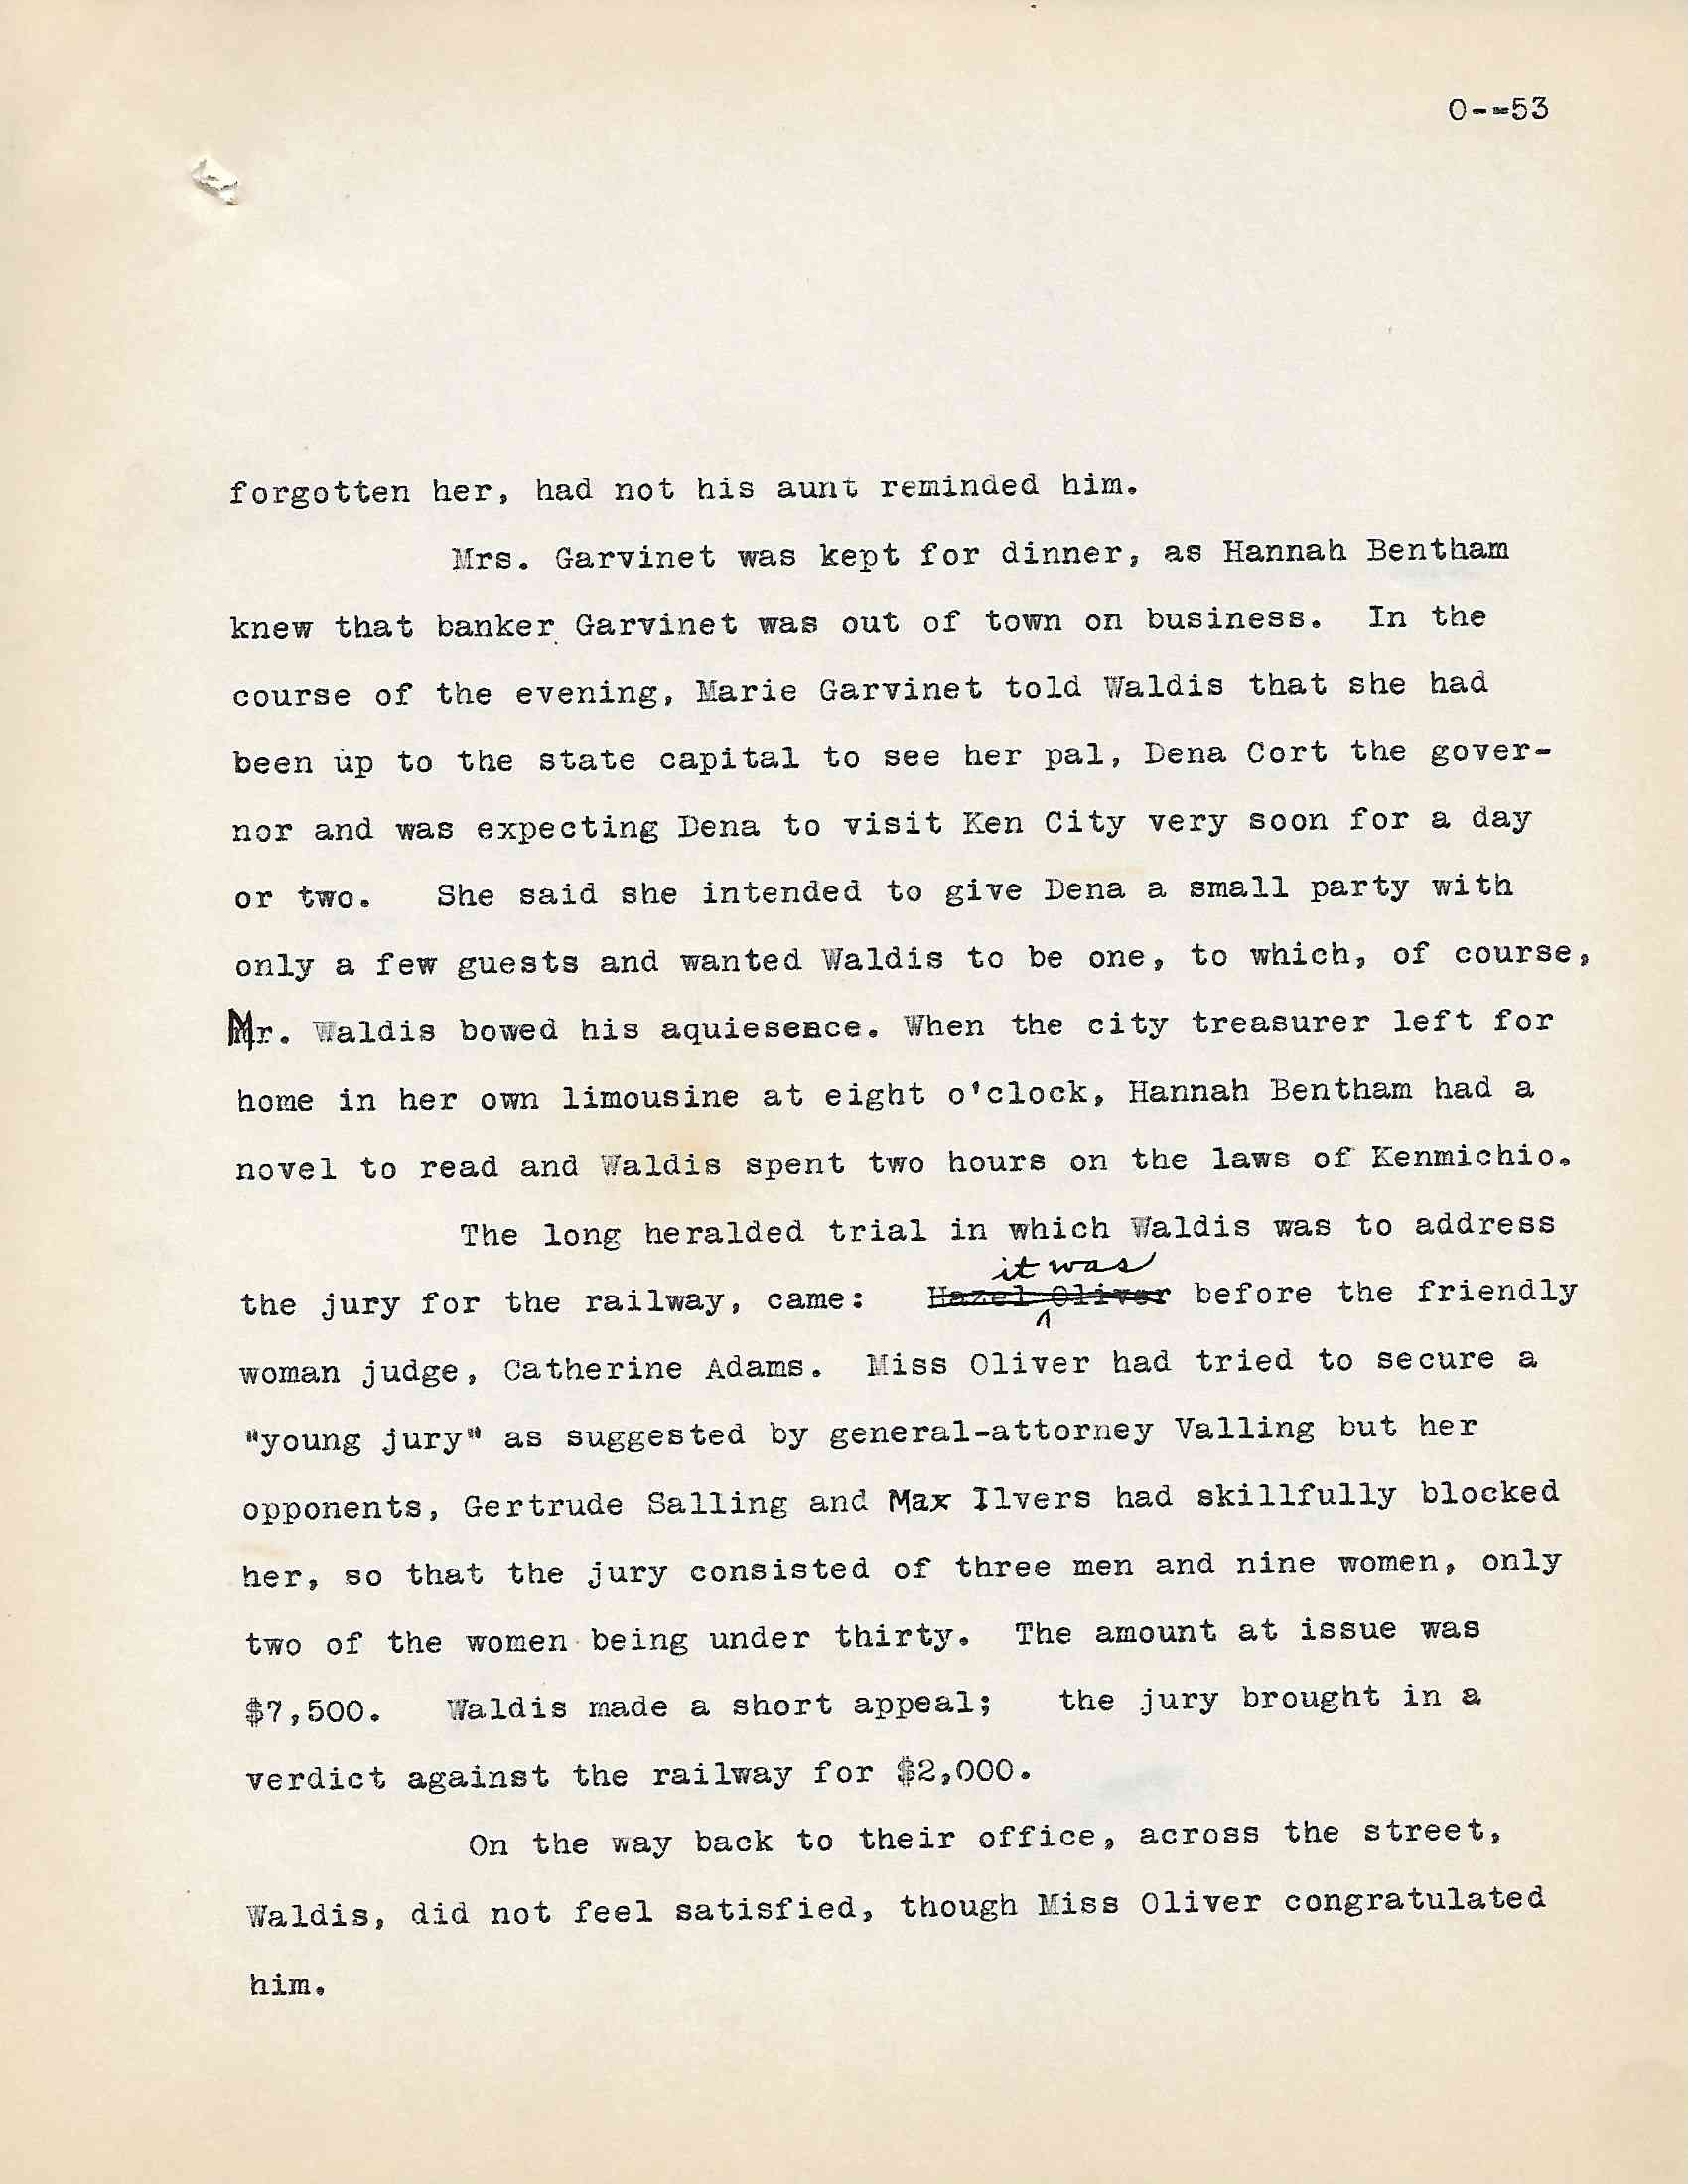 O--53
forgotten her, had not his aunt reminded him.
Mrs. Garvinet was kept for dinner, as Hannah Bentham
knew that banker Garvinet was out of town on business. In the
course of the evening, Marie Garvinet told Waldis that she had
been up to the state capital to see her pal, Dena Cort the gover-
nor and was expecting Dena to visit Ken City very soon for a day
or two. She said she intended to give Dena a small party with
only a few guests and wanted Waldis to be one, to which, of course,
Mr. Waldis bowed his aquiesence. When the city treasurer left for
home in her own limousine at eight o'clock, Hannah Bentham had a
novel to read and Waldis spent two hours on the laws of Kenmichio.
The long heralded trial in which Waldis was to address
it was
the jury for the railway, came: Hazel Oliver before the friendly
woman judge, Catherine Adams. Miss Oliver had tried to secure a
"young jury" as suggested by general-attorney Valling but her
opponents, Gertrude Salling and Max Ilvers had skillfully blocked
her, so that the jury consisted of three men and nine women, only
two of the women being under thirty. The amount at issue was
$7,500. Waldis made a short appeal; the jury brought in a
verdict against the railway for $2,000.
On the way back to their office, across the street,
Waldis, did not feel satisfied, though Miss Oliver congratulated
him.